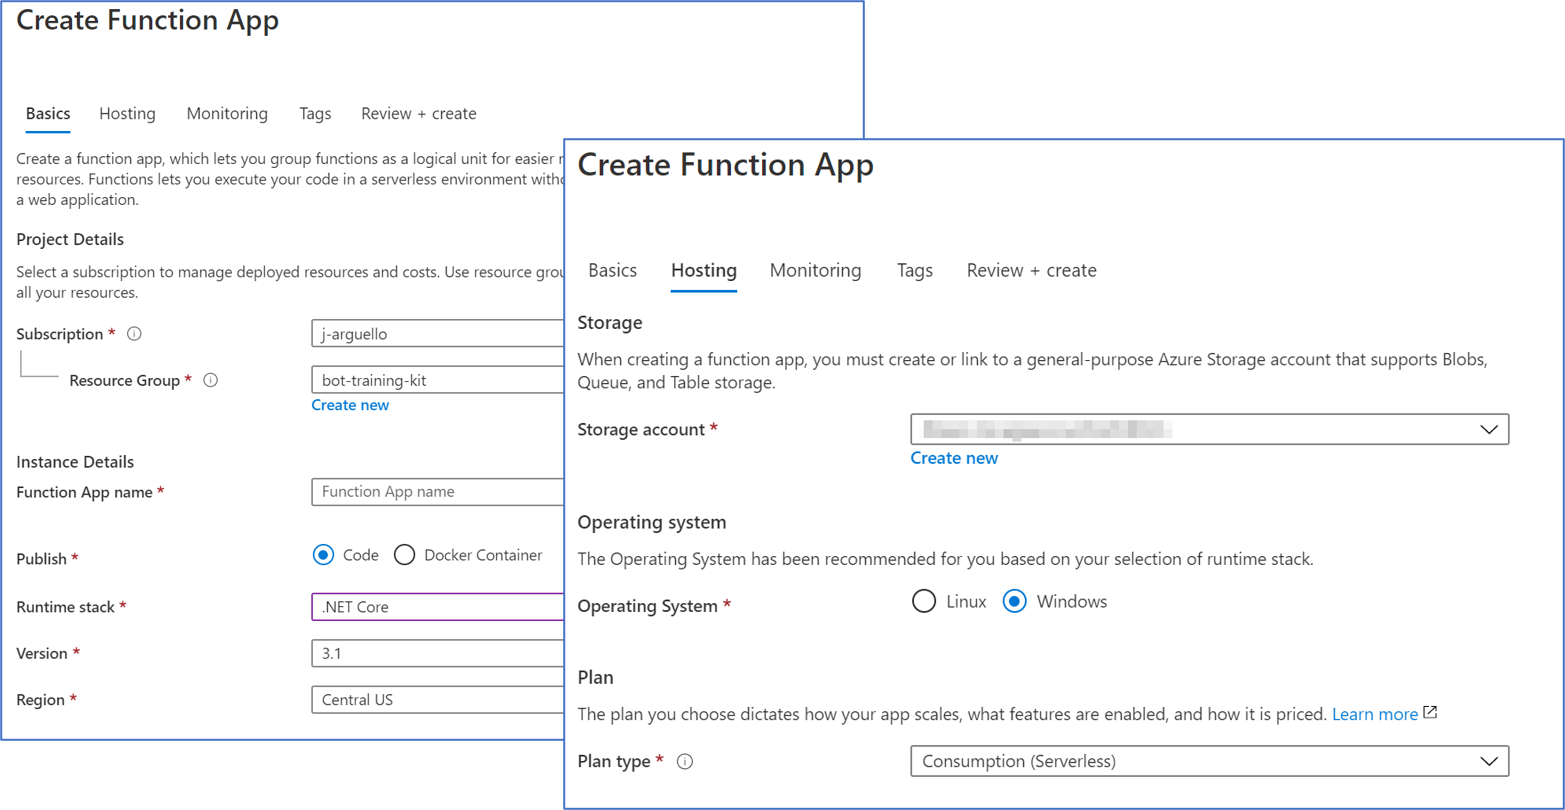 Create Function App
Basics Hosting Monitoring Tags Review + create
Create a function app, which lets you group functions as a logical unit for easier
resources. Functions lets you execute your code in a serverless environment
a web application.
Project Details
Select a subscription to manage deployed resources and costs. Use resource
all your resources.
Subscription * j-arguello
Resource Group * bot-training-kit
Create new
Instance Details
Function App name * Function App name
Publish * Code Docker Container
Runtime stack * .NET Core
Version * 3.1
Region * Central US
Create Function App
Basics Hosting Monitoring Tags Review + create
Storage
When creating a function app, you must create or link to a general-purpose Azure Storage account that supports Blobs,
Queue, and Table storage.
Storage account *
Create new
Operating system
The Operating System has been recommended for you based on your selection of runtime stack.
Operating System * Linux Windows
Plan
The plan you choose dictates how your app scales, what features are enabled, and how it is priced. Learn more
Plan type * Consumption (Serverless)